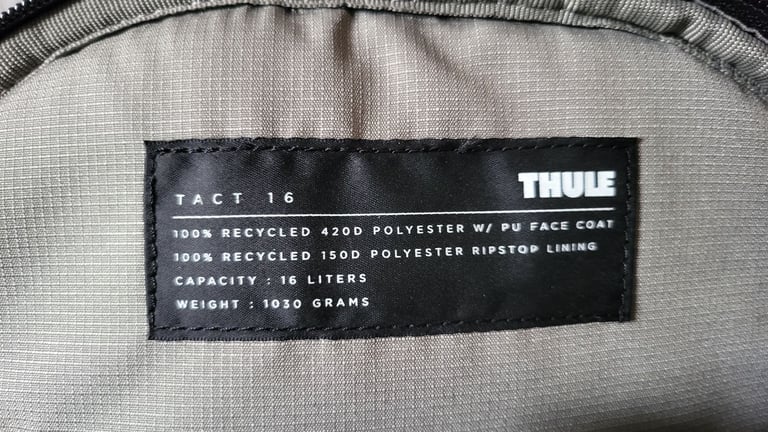 THULE
TACT 16
100% RECYCLED 420D POLYESTER W/ PU FACE COAT
100% RECYCLED 150D POLYESTER RIPSTOP LINING
CAPACITY : 16 LITERS
WEIGHT : 1030 GRAMS